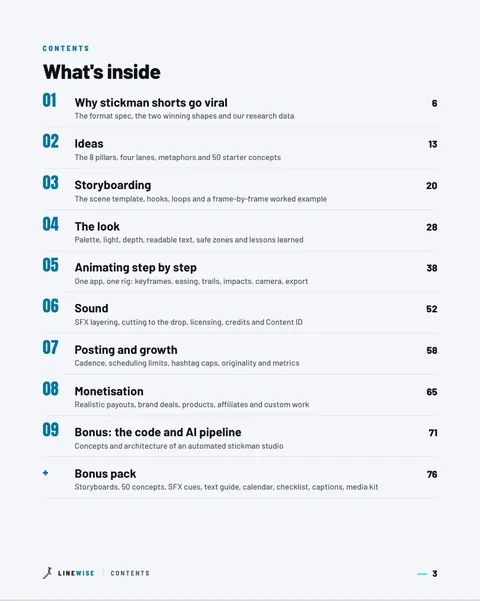 CONTENTS
What's inside
01 Why stickman shorts go viral 6
The format spec, the two winning shapes and our research data
02 Ideas 13
The 8 pillars, four lanes, metaphors and 50 starter concepts
03 Storyboarding 20
The scene template, hooks, loops and a frame-by-frame worked example
04 The look 28
Palette, light, depth, readable text, safe zones and lessons learned
05 Animating step by step 38
One app, one rig: keyframes, easing, trails, impacts, camera, export
06 Sound 52
SFX layering, cutting to the drop, licensing, credits and Content ID
07 Posting and growth 58
Cadence, scheduling limits, hashtag caps, originality and metrics
08 Monetisation 65
Realistic payouts, brand deals, products, affiliates and custom work
09 Bonus: the code and AI pipeline 71
Concepts and architecture of an automated stickman studio
+ Bonus pack 76
Storyboards, 50 concepts, SFX cues, text guide, calendar, checklist, captions, media kit
LINEWISE | CONTENTS — 3